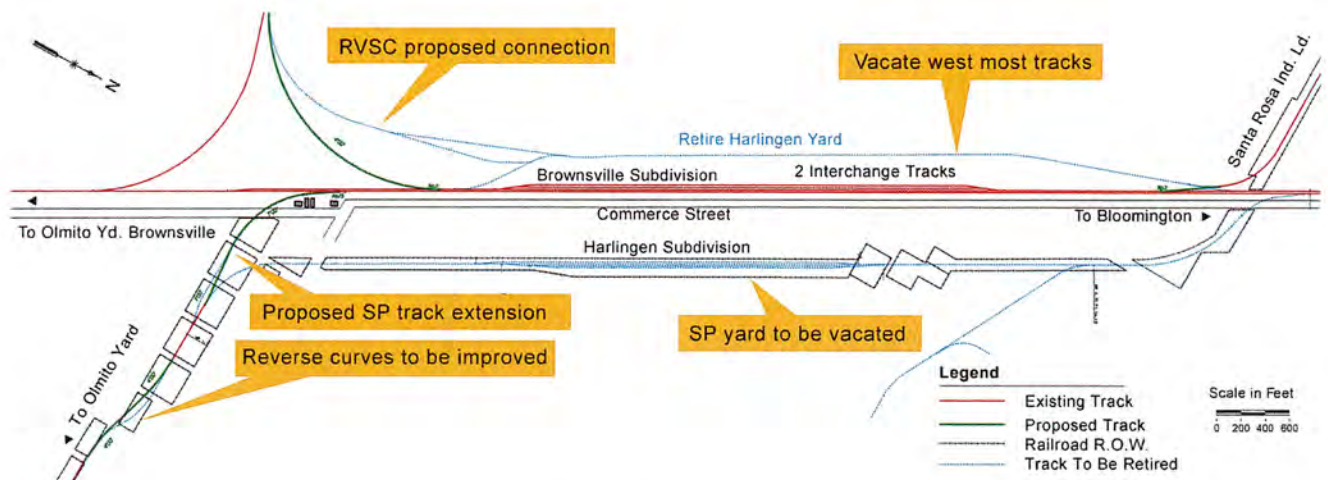 RVSC proposed connection
Vacate west most tracks
N
Santa Rosa Ind. Ld.
Retire Harlingen Yard
Brownsville Subdivision
2 Interchange Tracks
Commerce Street
To Olmito Yd. Brownsville
To Bloomington
Harlingen Subdivision
Proposed SP track extension
SP yard to be vacated
Reverse curves to be improved
To Olmito Yard
Legend
Existing Track
Proposed Track
Railroad R.O.W.
Track To Be Retired
Scale in Feet
0 200 400 600